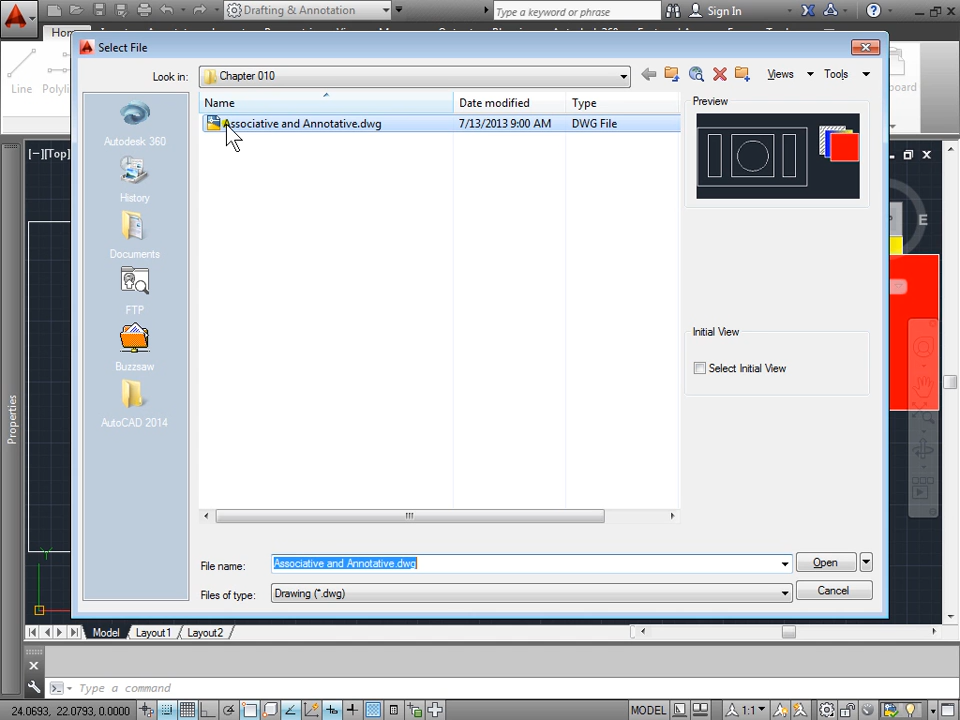 Drafting & Annotation
Type a keyword or phrase
Sign In
Select File
Line
Look in:
Chapter 010
Views
Tools
Name
Date modified
Type
Preview
Associative and Annotative.dwg
7/13/2013 9:00 AM
DWG File
Autodesk 360
[−][Top]
History
E
Documents
FTP
Initial View
Buzzsaw
Select Initial View
Properties
AutoCAD 2014
File name:
Associative and Annotative.dwg
Open
Files of type:
Drawing (*.dwg)
Cancel
Model
Layout1
Layout2
Type a command
24.0693, 22.0793, 0.0000
MODEL
1:1